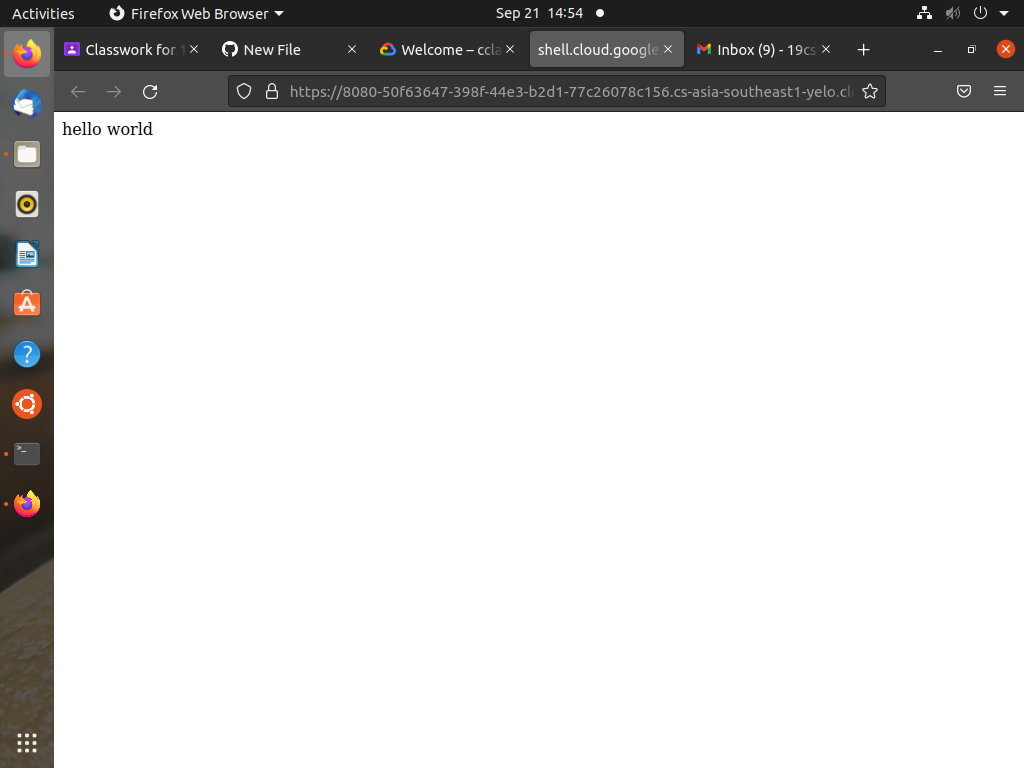 Activities Firefox Web Browser Sep 21 14:54
Classwork for 1 New File Welcome – ccla shell.cloud.google Inbox (9) - 19cs
https://8080-50f63647-398f-44e3-b2d1-77c26078c156.cs-asia-southeast1-yelo.cl
hello world